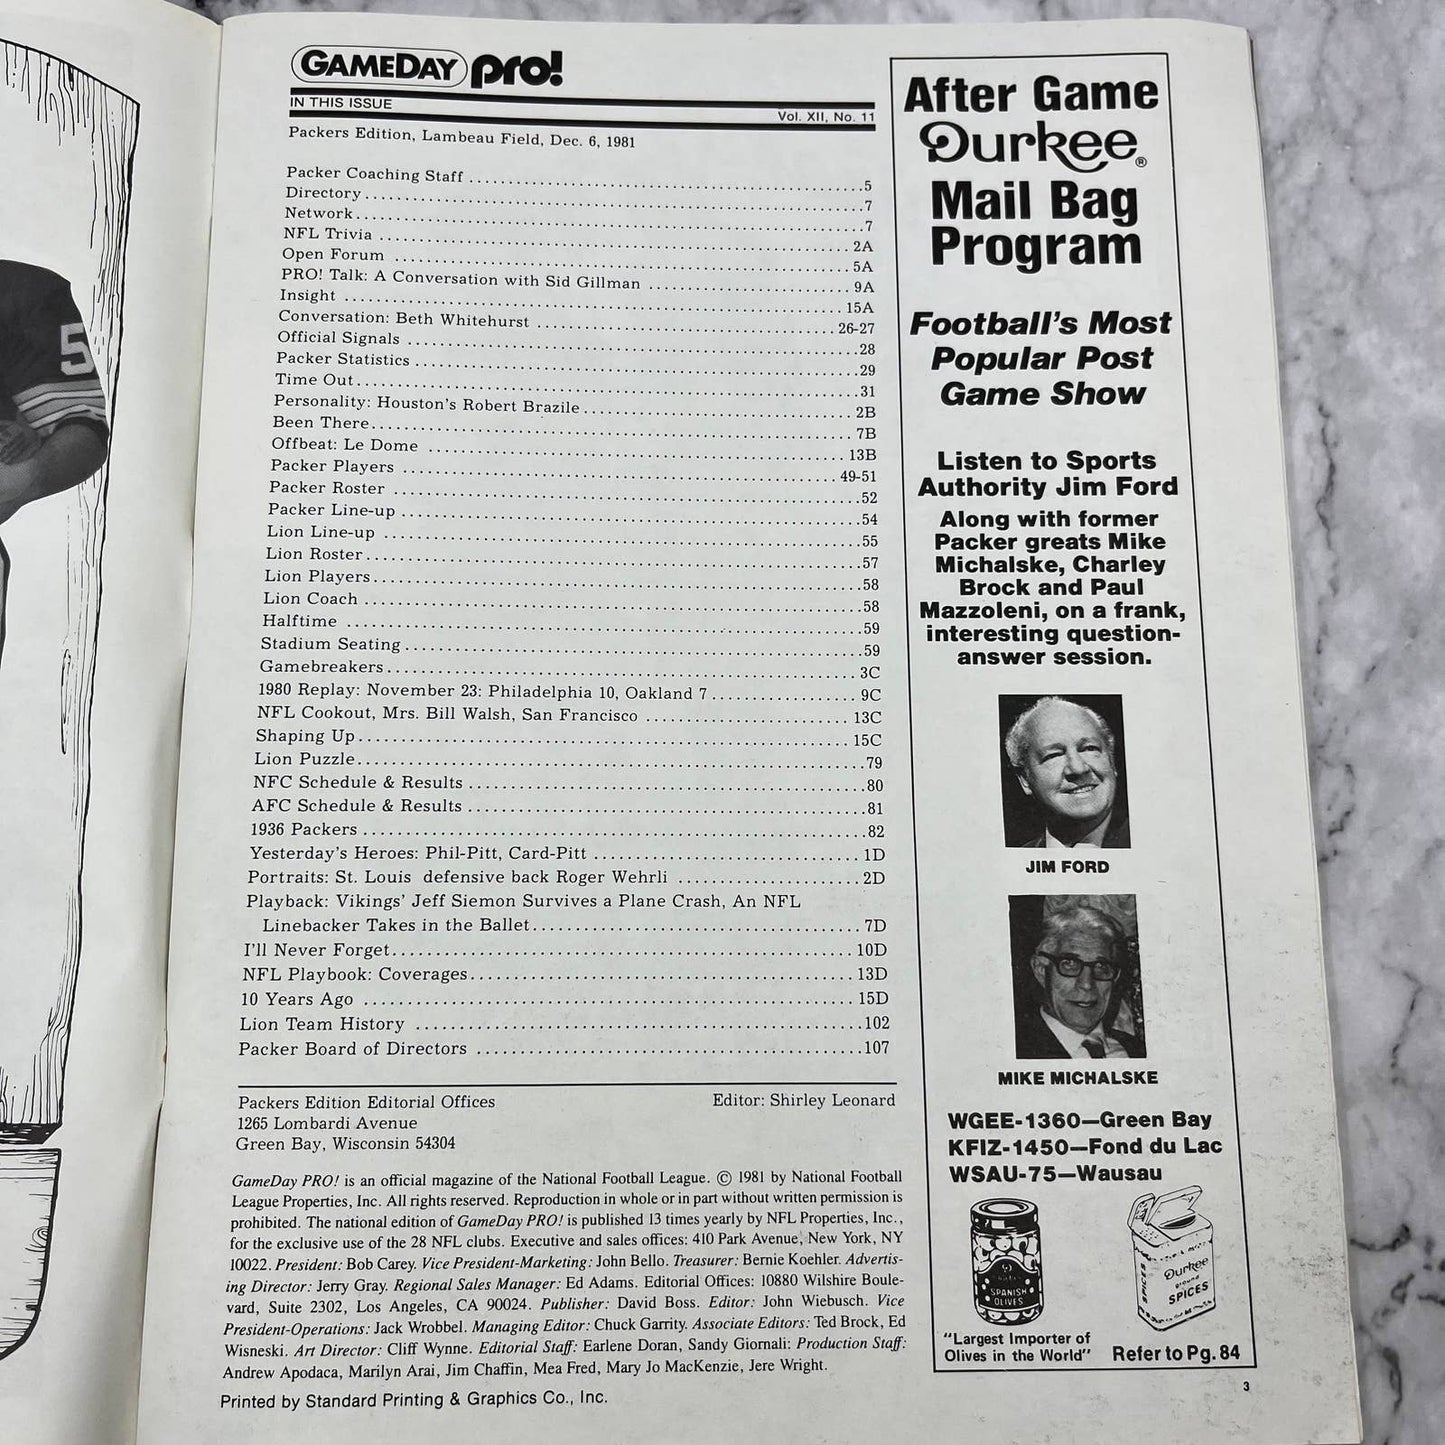 5
GAMEDAY pro!
IN THIS ISSUE
Vol. XII, No. 11
Packers Edition, Lambeau Field, Dec. 6, 1981
Packer Coaching Staff ..... 5
Directory ..... 7
Network ..... 7
NFL Trivia ..... 2A
Open Forum ..... 5A
PRO! Talk: A Conversation with Sid Gillman ..... 9A
Insight ..... 15A
Conversation: Beth Whitehurst ..... 26-27
Official Signals ..... 28
Packer Statistics ..... 29
Time Out ..... 31
Personality: Houston's Robert Brazile ..... 2B
Been There ..... 7B
Offbeat: Le Dome ..... 13B
Packer Players ..... 49-51
Packer Roster ..... 52
Packer Line-up ..... 54
Lion Line-up ..... 55
Lion Roster ..... 57
Lion Players ..... 58
Lion Coach ..... 58
Halftime ..... 59
Stadium Seating ..... 59
Gamebreakers ..... 3C
1980 Replay: November 23: Philadelphia 10, Oakland 7 ..... 9C
NFL Cookout, Mrs. Bill Walsh, San Francisco ..... 13C
Shaping Up ..... 15C
Lion Puzzle ..... 79
NFC Schedule & Results ..... 80
AFC Schedule & Results ..... 81
1936 Packers ..... 82
Yesterday's Heroes: Phil-Pitt, Card-Pitt ..... 1D
Portraits: St. Louis defensive back Roger Wehrli ..... 2D
Playback: Vikings' Jeff Siemon Survives a Plane Crash, An NFL
Linebacker Takes in the Ballet ..... 7D
I'll Never Forget ..... 10D
NFL Playbook: Coverages ..... 13D
10 Years Ago ..... 15D
Lion Team History ..... 102
Packer Board of Directors ..... 107
Packers Edition Editorial Offices
Editor: Shirley Leonard
1265 Lombardi Avenue
Green Bay, Wisconsin 54304
GameDay PRO! is an official magazine of the National Football League. © 1981 by National Football
League Properties, Inc. All rights reserved. Reproduction in whole or in part without written permission is
prohibited. The national edition of GameDay PRO! is published 13 times yearly by NFL Properties, Inc.,
for the exclusive use of the 28 NFL clubs. Executive and sales offices: 410 Park Avenue, New York, NY
10022. President: Bob Carey. Vice President-Marketing: John Bello. Treasurer: Bernie Koehler. Advertis-
ing Director: Jerry Gray. Regional Sales Manager: Ed Adams. Editorial Offices: 10880 Wilshire Boule-
vard, Suite 2302, Los Angeles, CA 90024. Publisher: David Boss. Editor: John Wiebusch. Vice
President-Operations: Jack Wrobbel. Managing Editor: Chuck Garrity. Associate Editors: Ted Brock, Ed
Wisneski. Art Director: Cliff Wynne. Editorial Staff: Earlene Doran, Sandy Giornali: Production Staff:
Andrew Apodaca, Marilyn Arai, Jim Chaffin, Mea Fred, Mary Jo MacKenzie, Jere Wright.
Printed by Standard Printing & Graphics Co., Inc.
After Game
Durkee®
Mail Bag
Program
Football's Most
Popular Post
Game Show
Listen to Sports
Authority Jim Ford
Along with former
Packer greats Mike
Michalske, Charley
Brock and Paul
Mazzoleni, on a frank,
interesting question-
answer session.
JIM FORD
MIKE MICHALSKE
WGEE-1360—Green Bay
KFIZ-1450—Fond du Lac
WSAU-75—Wausau
SPANISH
OLIVES
SPICES
Durkee
ground
SPICES
"Largest Importer of
Olives in the World"
Refer to Pg. 84
3